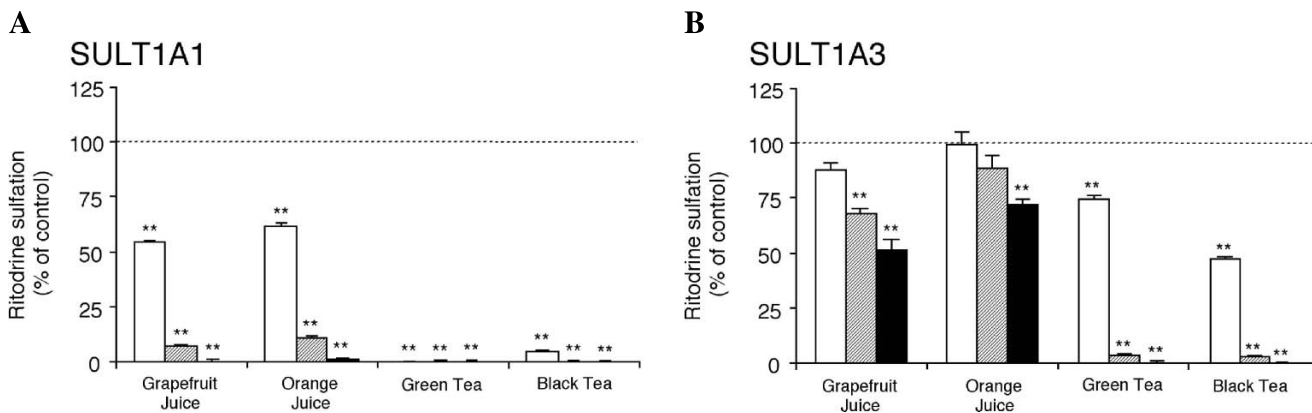 A
SULT1A1
Ritodrine sulfation
(% of control)
125
100
75
50
25
0
**
**
**
**
**
**
**
**
**
**
**
**
Grapefruit
Juice
Orange
Juice
Green Tea
Black Tea
B
SULT1A3
Ritodrine sulfation
(% of control)
125
100
75
50
25
0
**
**
**
**
**
**
**
**
**
Grapefruit
Juice
Orange
Juice
Green Tea
Black Tea